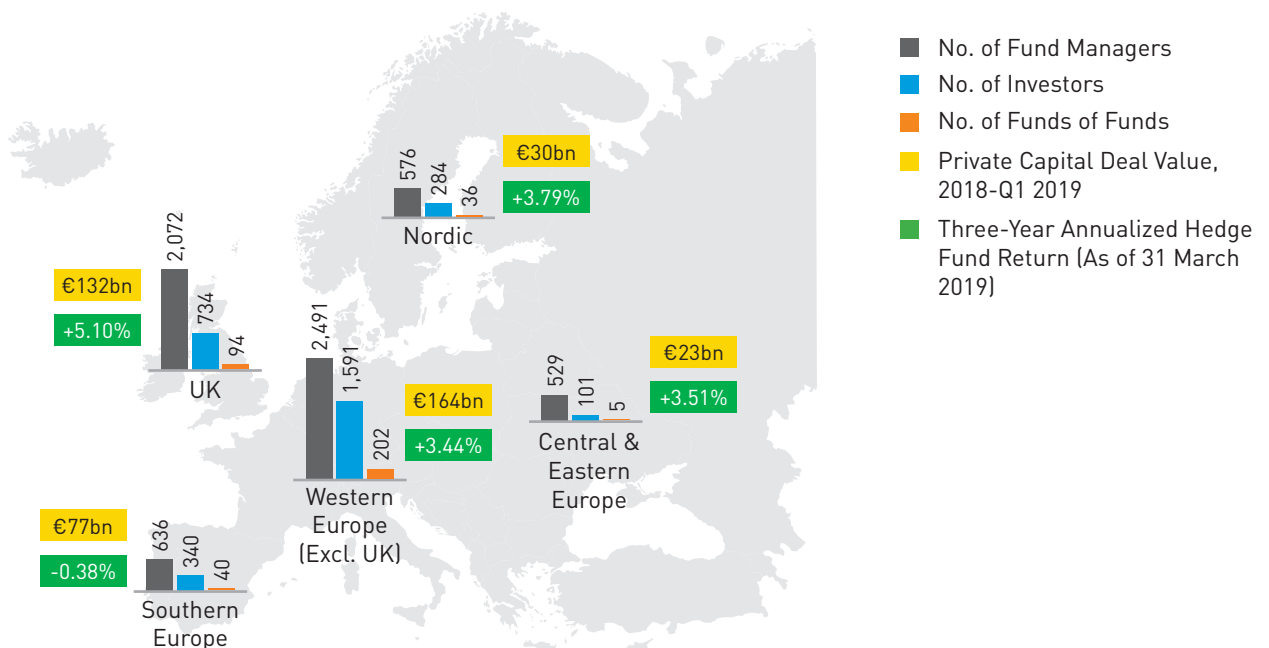 No. of Fund Managers
No. of Investors
No. of Funds of Funds
Private Capital Deal Value,
2018-Q1 2019
Three-Year Annualized Hedge
Fund Return (As of 31 March
2019)
576
284
36
€30bn
+3.79%
Nordic
2,072
734
94
€132bn
+5.10%
UK
2,491
1,591
202
€164bn
+3.44%
Western
Europe
(Excl. UK)
529
101
5
€23bn
+3.51%
Central &
Eastern
Europe
636
340
40
€77bn
-0.38%
Southern
Europe